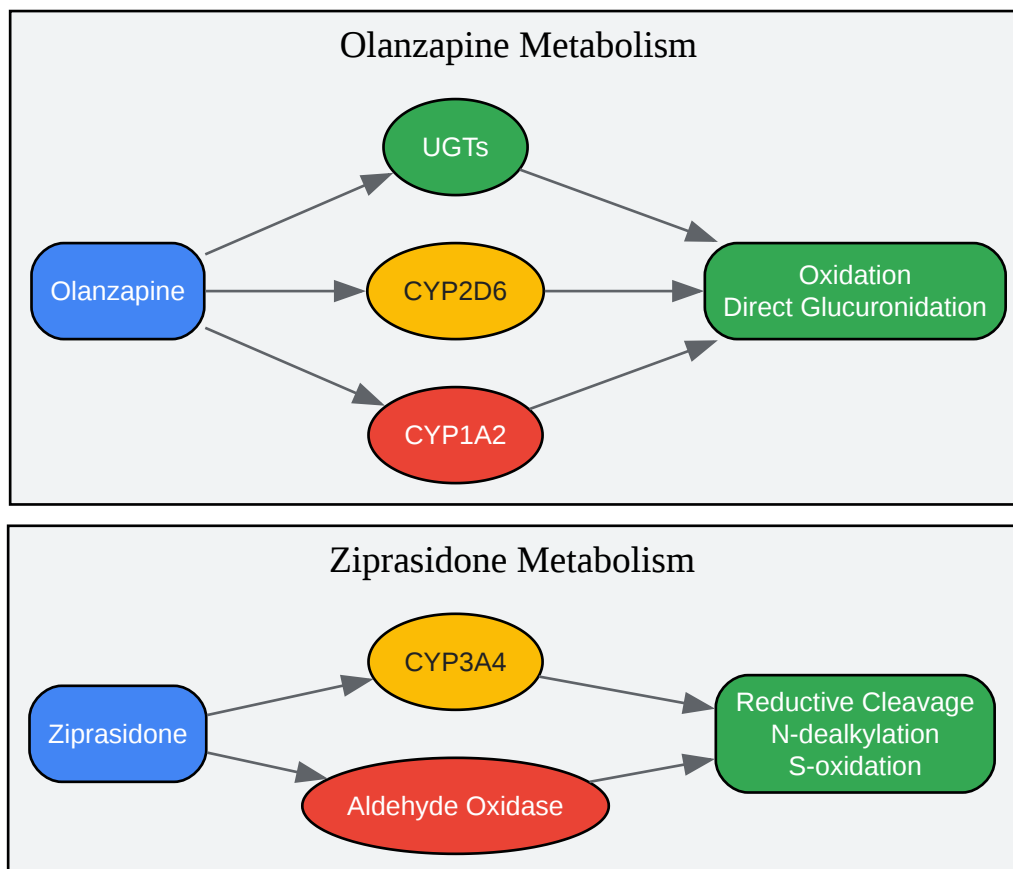 Olanzapine Metabolism
UGTs
Olanzapine
CYP2D6
Oxidation
Direct Glucuronidation
CYP1A2
Ziprasidone Metabolism
CYP3A4
Ziprasidone
Reductive Cleavage
N-dealkylation
S-oxidation
Aldehyde Oxidase